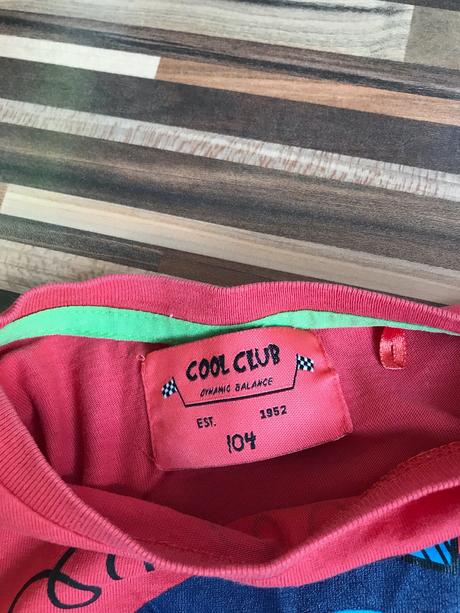 COOL CLUB
DYNAMIC BALANCE
EST. 1952
104